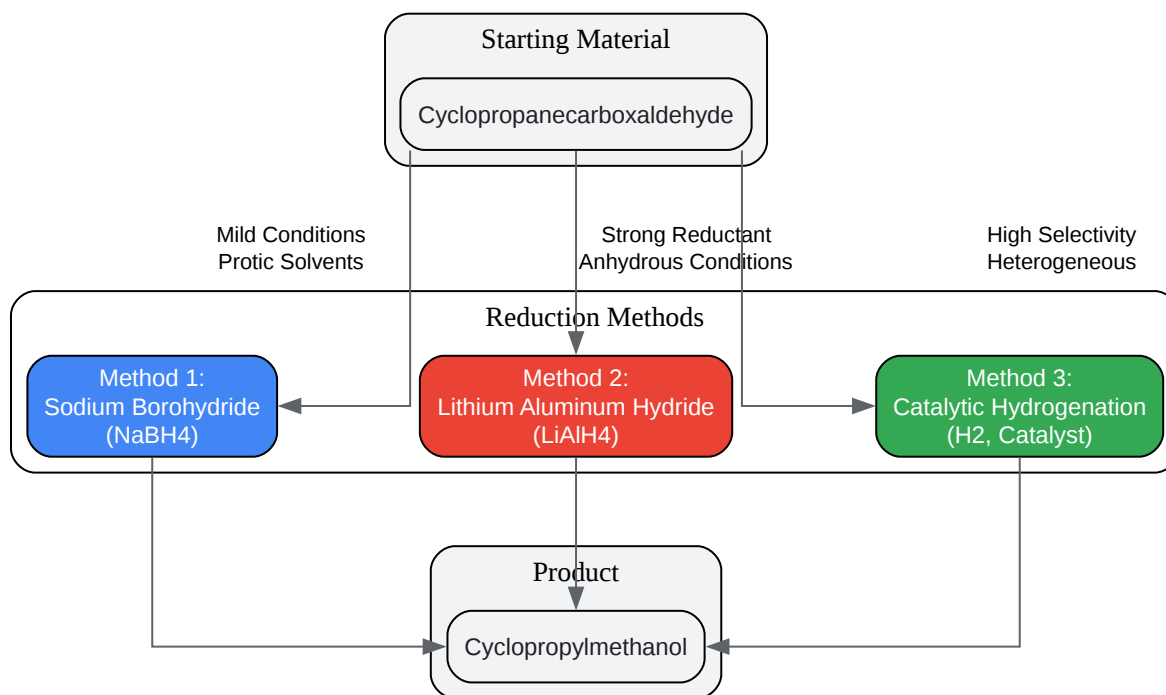 Starting Material
Cyclopropanecarboxaldehyde
Mild Conditions
Protic Solvents
Strong Reductant
Anhydrous Conditions
High Selectivity
Heterogeneous
Reduction Methods
Method 1:
Sodium Borohydride
(NaBH4)
Method 2:
Lithium Aluminum Hydride
(LiAlH4)
Method 3:
Catalytic Hydrogenation
(H2, Catalyst)
Product
Cyclopropylmethanol